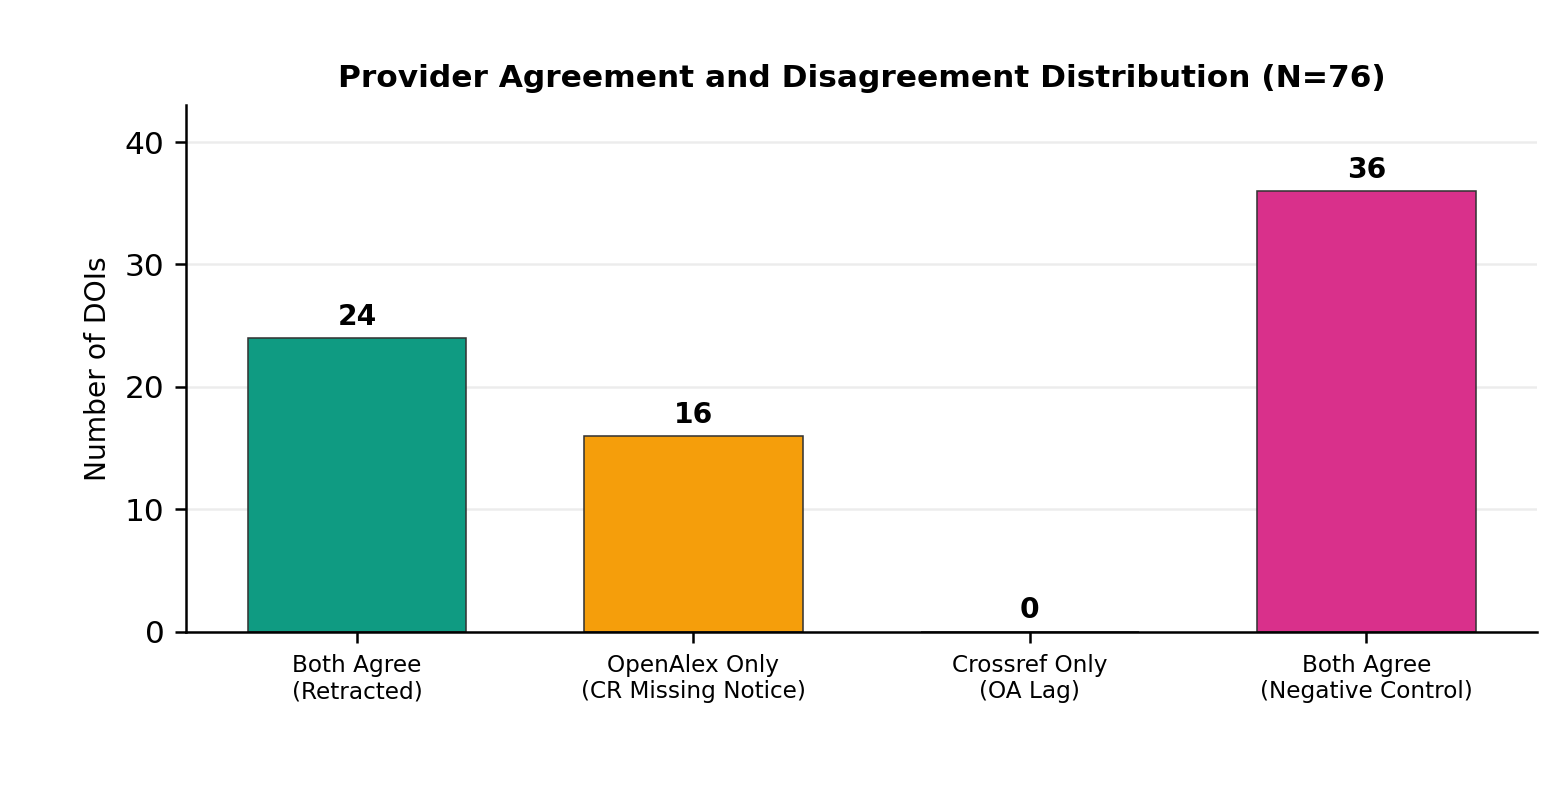 Provider Agreement and Disagreement Distribution (N=76)
Number of DOIs
40
30
20
10
0
24
16
0
36
Both Agree
(Retracted)
OpenAlex Only
(CR Missing Notice)
Crossref Only
(OA Lag)
Both Agree
(Negative Control)